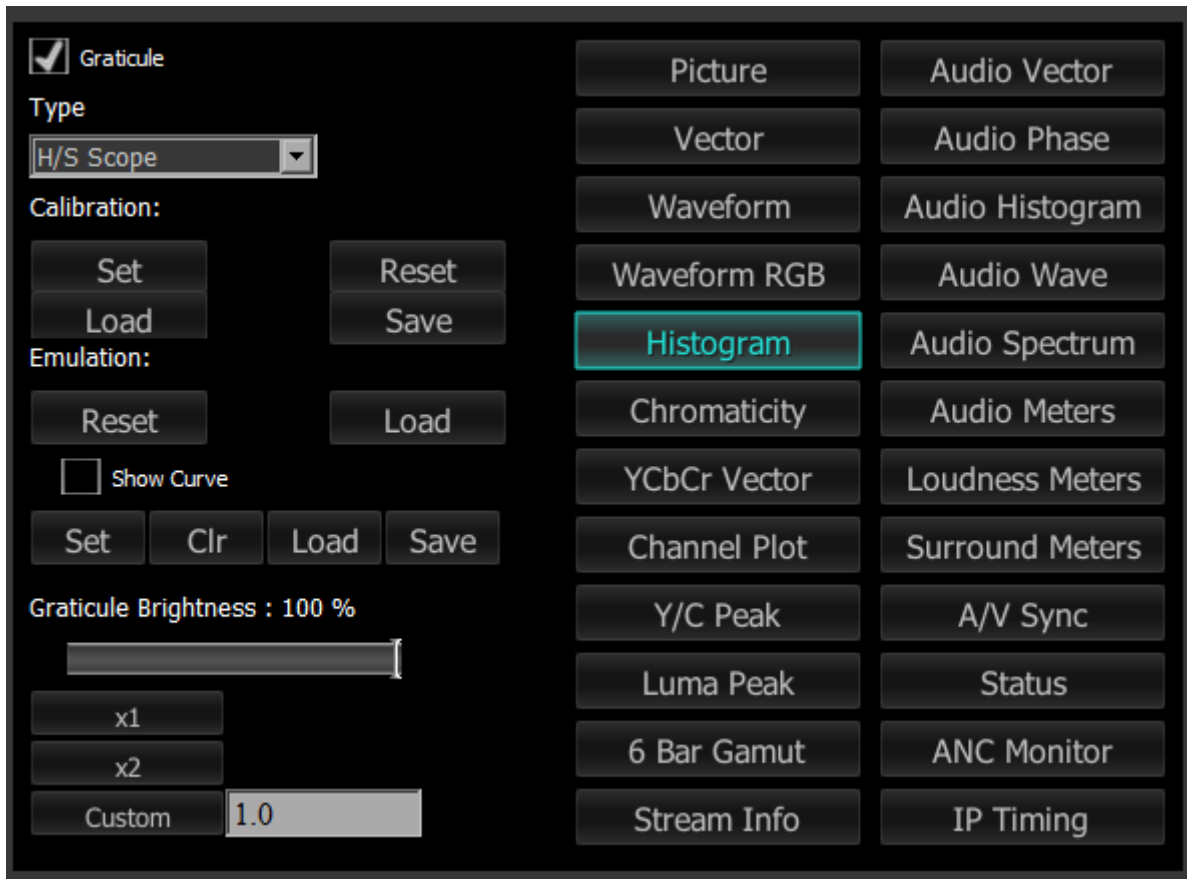 Graticule
Type
H/S Scope
Calibration:
Set Reset
Load Save
Emulation:
Reset Load
Show Curve
Set Clr Load Save
Graticule Brightness : 100 %
x1
x2
Custom 1.0
Picture Audio Vector
Vector Audio Phase
Waveform Audio Histogram
Waveform RGB Audio Wave
Histogram Audio Spectrum
Chromaticity Audio Meters
YCbCr Vector Loudness Meters
Channel Plot Surround Meters
Y/C Peak A/V Sync
Luma Peak Status
6 Bar Gamut ANC Monitor
Stream Info IP Timing